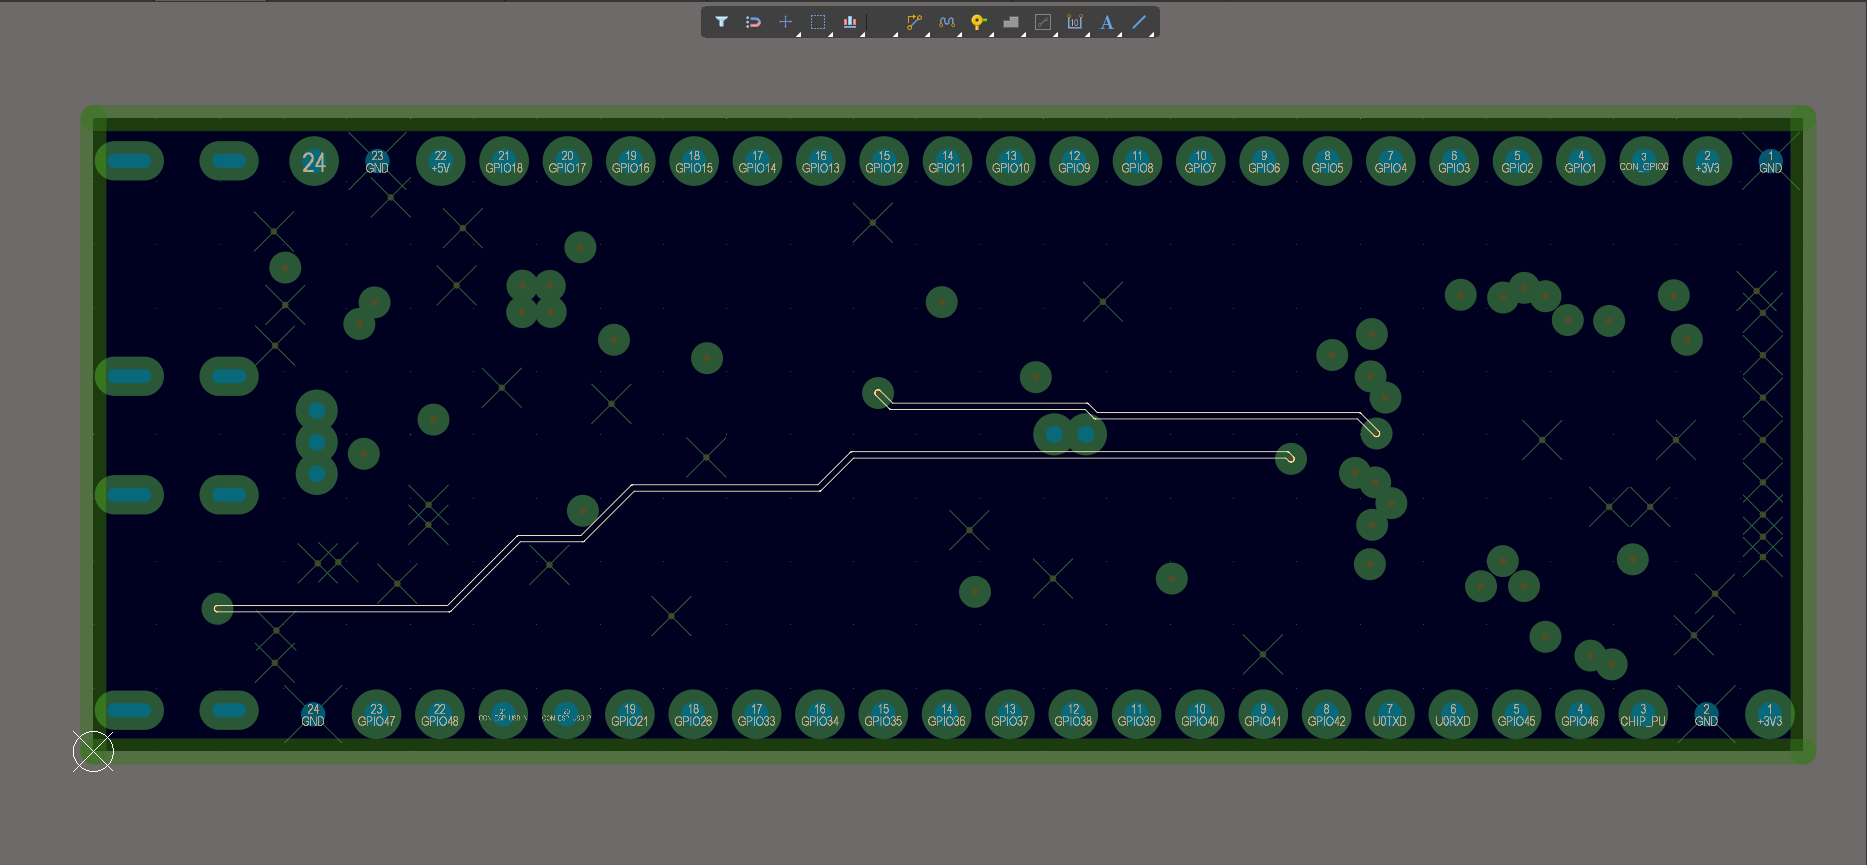 10 A
24
23
GND
22
+5V
21
GPIO18
20
GPIO17
19
GPIO16
18
GPIO15
17
GPIO14
16
GPIO13
15
GPIO12
14
GPIO11
13
GPIO10
12
GPIO9
11
GPIO8
10
GPIO7
9
GPIO6
8
GPIO5
7
GPIO4
6
GPIO3
5
GPIO2
4
GPIO1
3
CON_GPIO0
2
+3V3
1
GND
24
GND
23
GPIO47
22
GPIO48
21
20
19
GPIO21
18
GPIO26
17
GPIO33
16
GPIO34
15
GPIO35
14
GPIO36
13
GPIO37
12
GPIO38
11
GPIO39
10
GPIO40
9
GPIO41
8
GPIO42
7
U0TXD
6
U0RXD
5
GPIO45
4
GPIO46
3
CHIP_PU
2
GND
1
+3V3